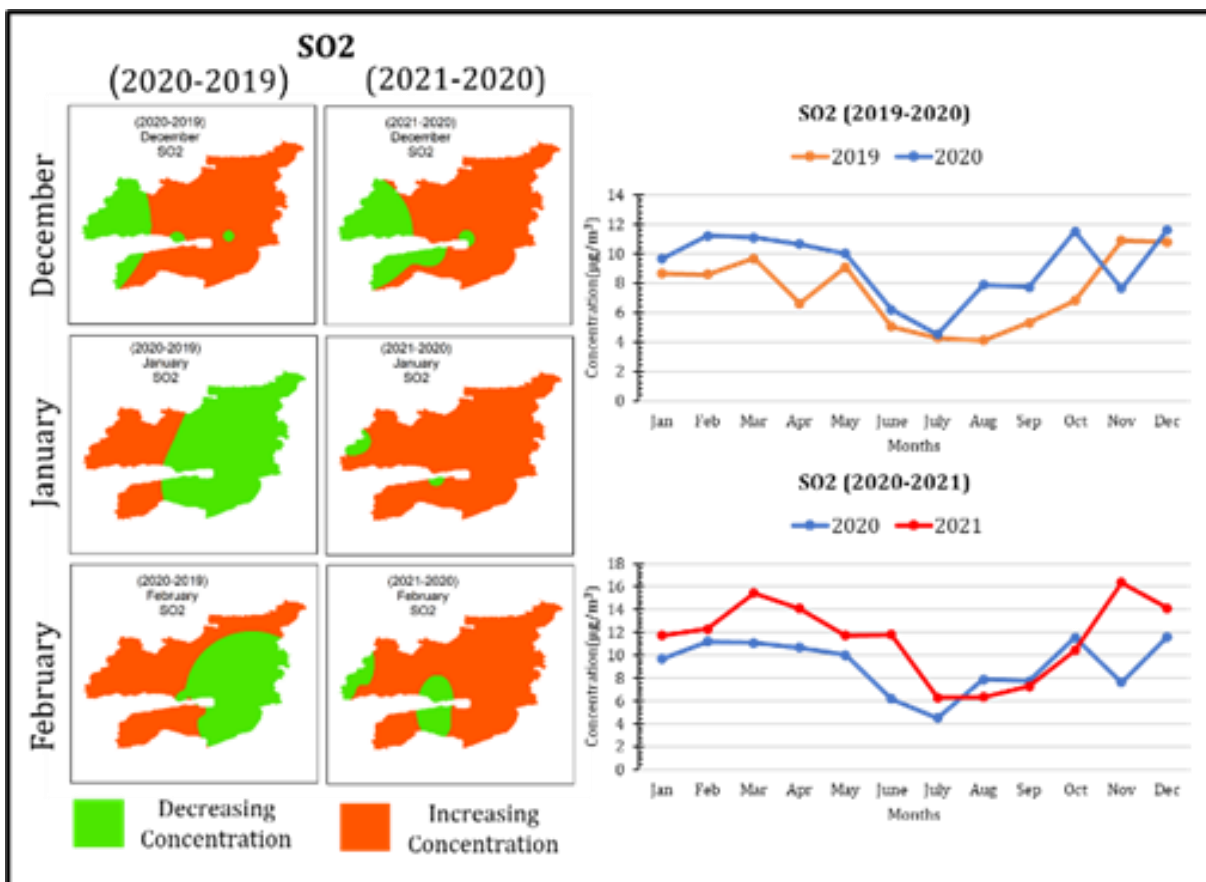 SO2
(2020-2019) (2021-2020)
December
(2020-2019)
December
SO2
(2021-2020)
December
SO2
January
(2020-2019)
January
SO2
(2021-2020)
January
SO2
February
(2020-2019)
February
SO2
(2021-2020)
February
SO2
Decreasing
Concentration
Increasing
Concentration
SO2 (2019-2020)
2019 2020
Concentration(µg/m³)
14
12
10
8
6
4
2
0
Jan Feb Mar Apr May June July Aug Sep Oct Nov Dec
Months
SO2 (2020-2021)
2020 2021
Concentration(µg/m³)
18
16
14
12
10
8
6
4
2
0
Jan Feb Mar Apr May June July Aug Sep Oct Nov Dec
Months